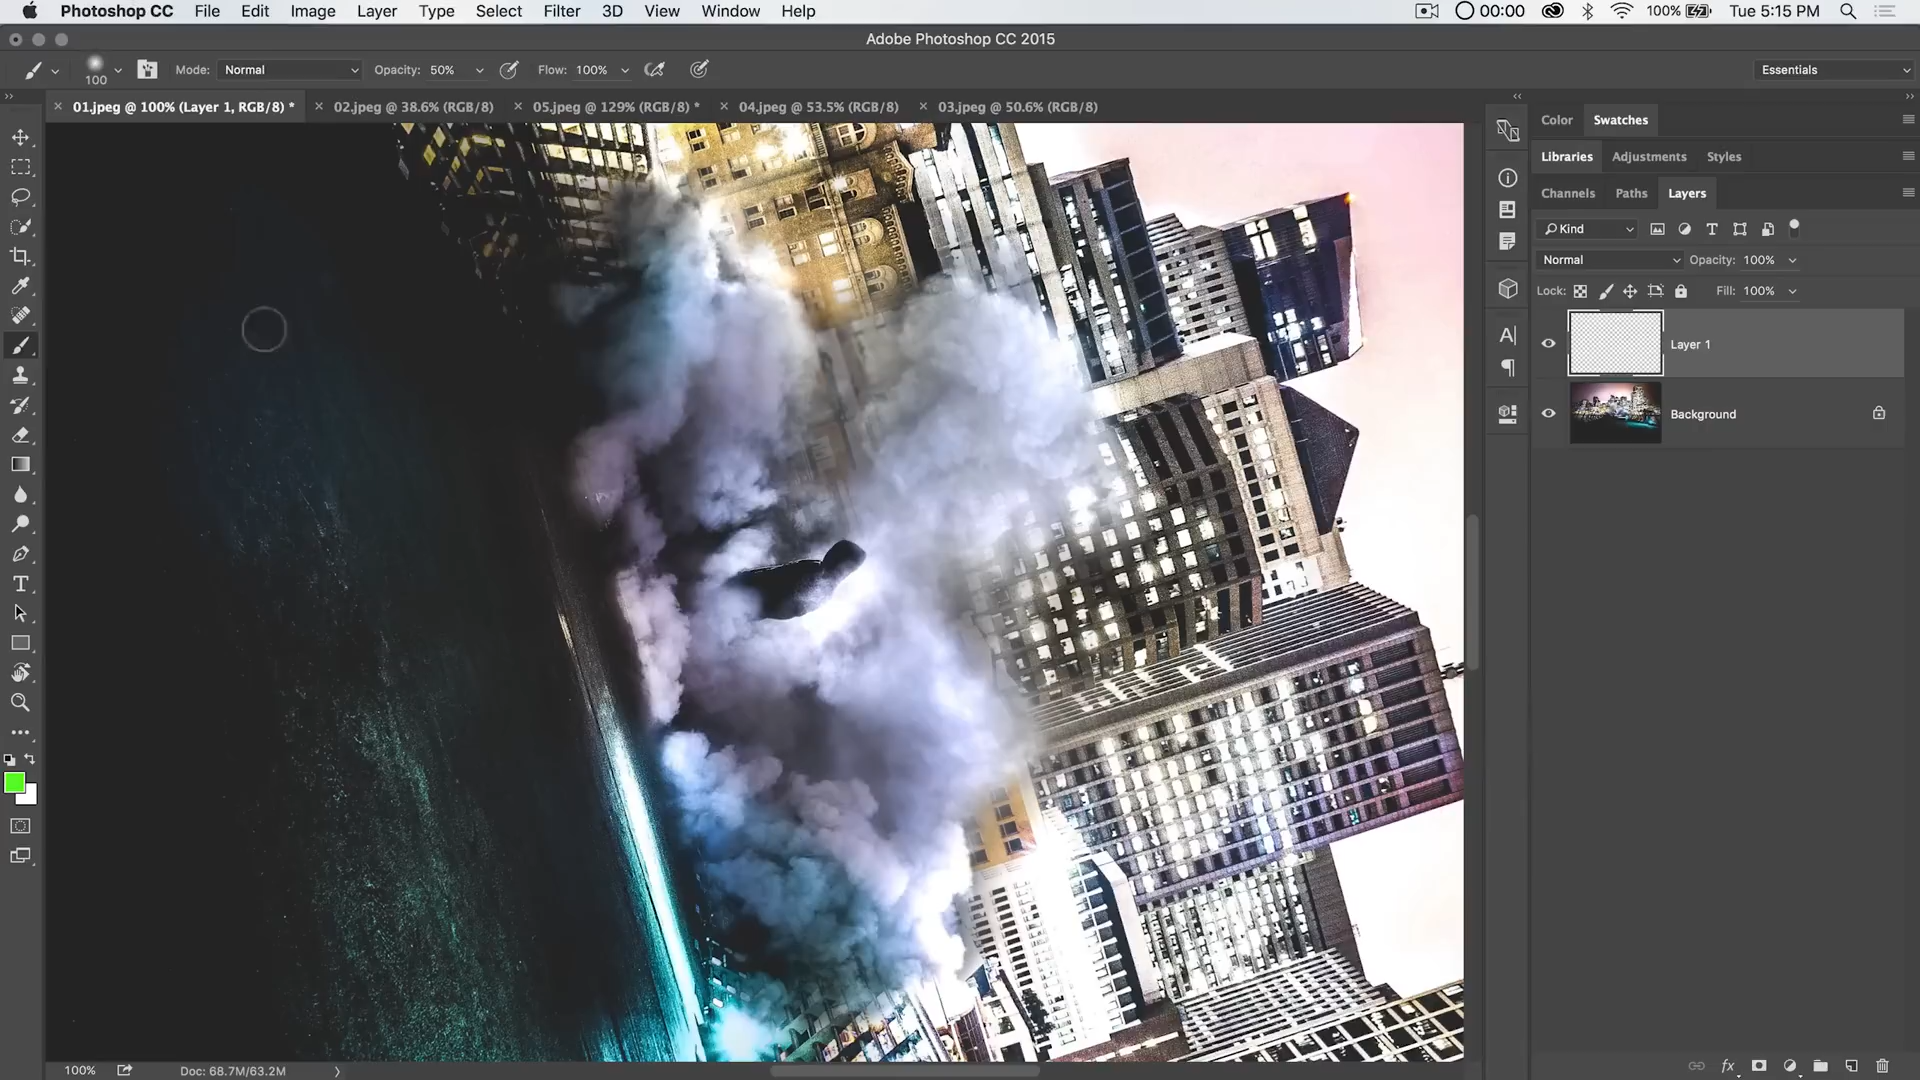 Photoshop CC File Edit Image Layer Type Select Filter 3D View Window Help 00:00 100% Tue 5:15 PM
Adobe Photoshop CC 2015
100 Mode: Normal Opacity: 50% Flow: 100% Essentials
01.jpeg @ 100% (Layer 1, RGB/8) * 02.jpeg @ 38.6% (RGB/8) 05.jpeg @ 129% (RGB/8) * 04.jpeg @ 53.5% (RGB/8) 03.jpeg @ 50.6% (RGB/8)
Color Swatches
Libraries Adjustments Styles
Channels Paths Layers
Kind
Normal Opacity: 100%
Lock: Fill: 100%
Layer 1
Background
100% Doc: 68.7M/63.2M